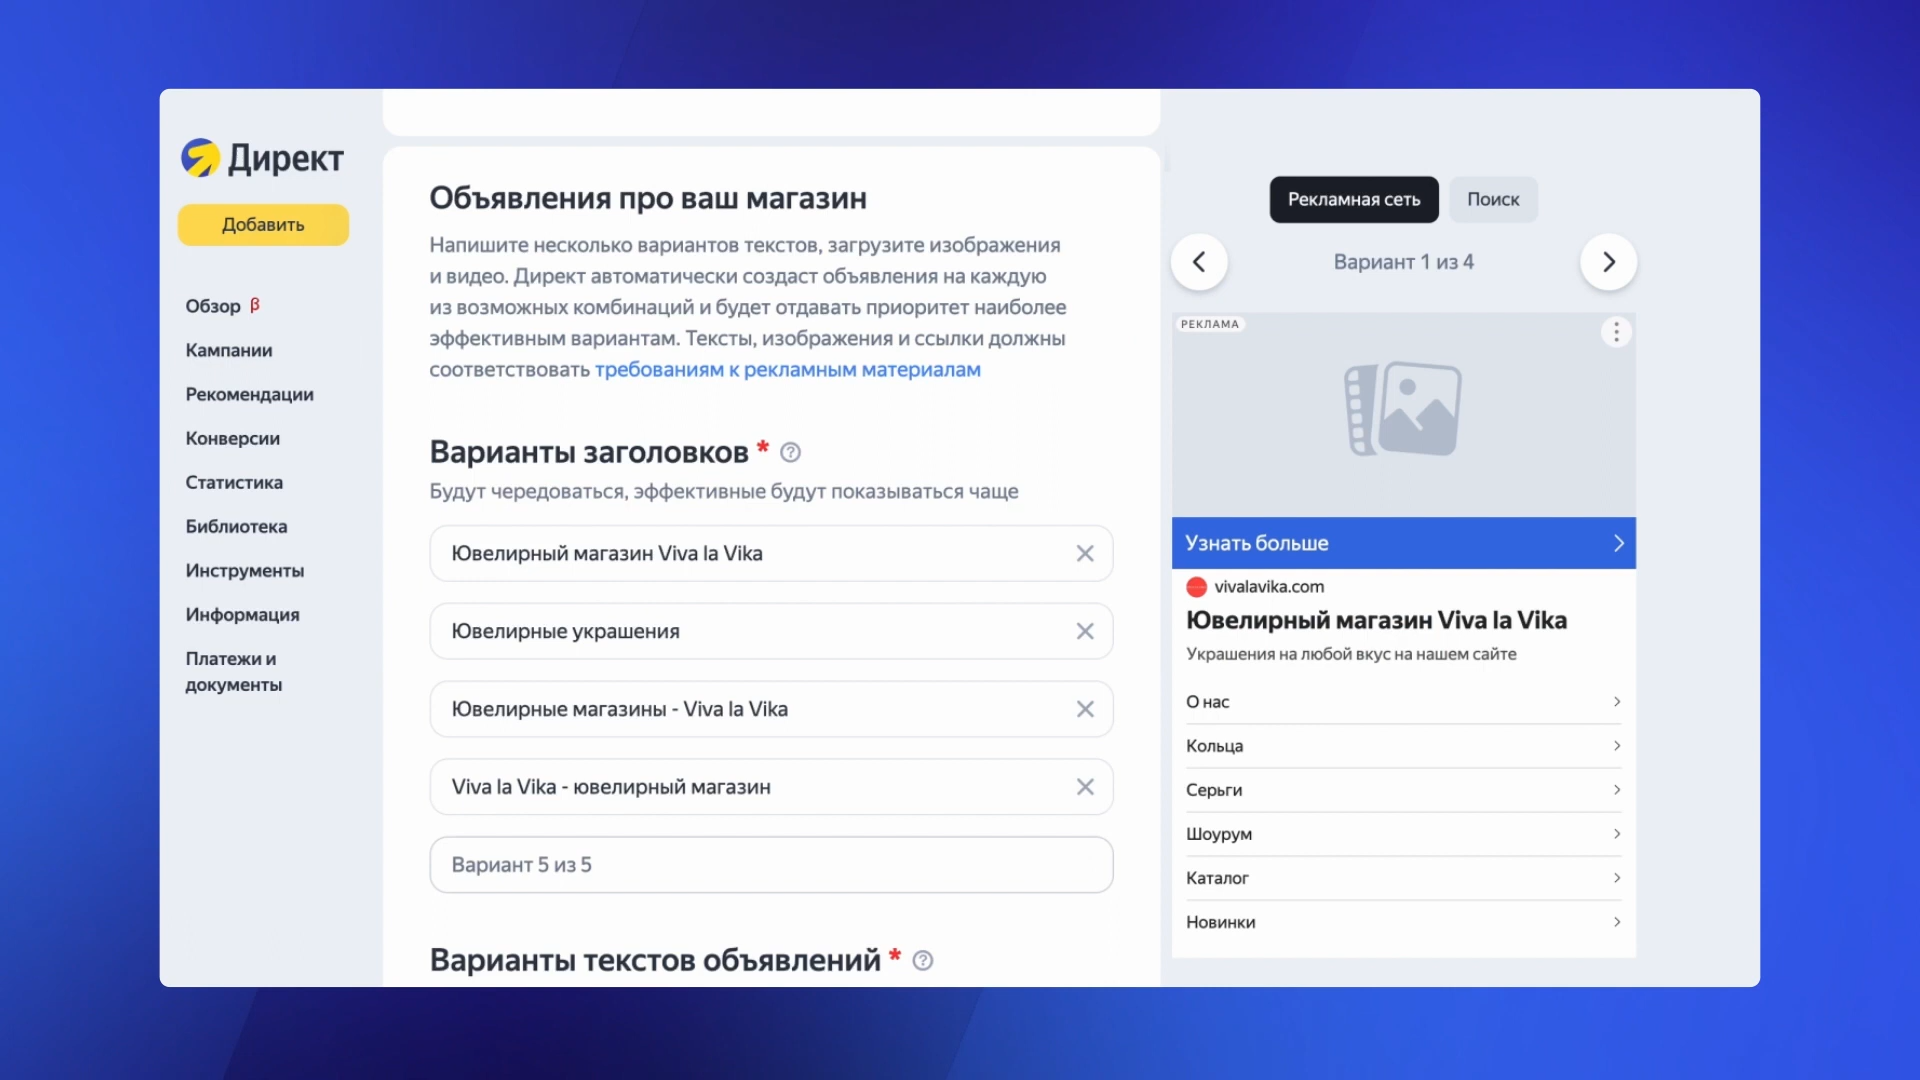 Директ
Добавить
Обзор β
Кампании
Рекомендации
Конверсии
Статистика
Библиотека
Инструменты
Информация
Платежи и
документы
Объявления про ваш магазин
Напишите несколько вариантов текстов, загрузите изображения
и видео. Директ автоматически создаст объявления на каждую
из возможных комбинаций и будет отдавать приоритет наиболее
эффективным вариантам. Тексты, изображения и ссылки должны
соответствовать требованиям к рекламным материалам
Варианты заголовков *
Будут чередоваться, эффективные будут показываться чаще
Ювелирный магазин Viva la Vika
Ювелирные украшения
Ювелирные магазины - Viva la Vika
Viva la Vika - ювелирный магазин
Вариант 5 из 5
Варианты текстов объявлений *
Рекламная сеть
Поиск
Вариант 1 из 4
РЕКЛАМА
Узнать больше
vivalavika.com
Ювелирный магазин Viva la Vika
Украшения на любой вкус на нашем сайте
О нас
Кольца
Серьги
Шоурум
Каталог
Новинки